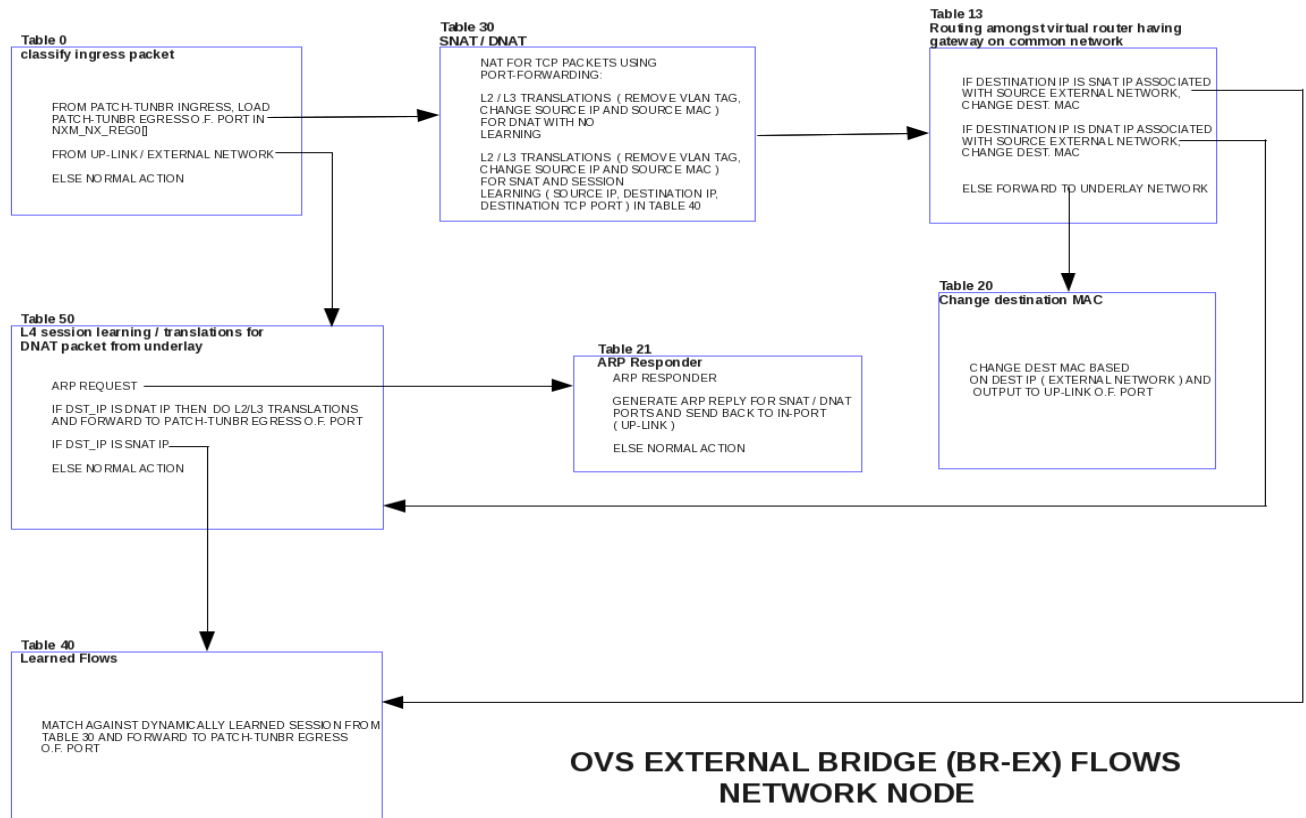 Table 0
classify ingress packet
FROM PATCH-TUNBR INGRESS, LOAD
PATCH-TUNBR EGRESS O.F. PORT IN
NXM_NX_REG0[]
FROM UP-LINK / EXTERNAL NETWORK
ELSE NORMAL ACTION
Table 30
SNAT / DNAT
NAT FOR TCP PACKETS USING
PORT-FORWARDING:
L2 / L3 TRANSLATIONS ( REMOVE VLAN TAG,
CHANGE SOURCE IP AND SOURCE MAC )
FOR DNAT WITH NO
LEARNING
L2 / L3 TRANSLATIONS ( REMOVE VLAN TAG,
CHANGE SOURCE IP AND SOURCE MAC )
FOR SNAT AND SESSION
LEARNING ( SOURCE IP, DESTINATION IP,
DESTINATION TCP PORT ) IN TABLE 40
Table 13
Routing amongst virtual router having
gateway on common network
IF DESTINATION IP IS SNAT IP ASSOCIATED
WITH SOURCE EXTERNAL NETWORK,
CHANGE DEST. MAC
IF DESTINATION IP IS DNAT IP ASSOCIATED
WITH SOURCE EXTERNAL NETWORK,
CHANGE DEST. MAC
ELSE FORWARD TO UNDERLAY NETWORK
Table 50
L4 session learning / translations for
DNAT packet from underlay
ARP REQUEST
IF DST_IP IS DNAT IP THEN DO L2/L3 TRANSLATIONS
AND FORWARD TO PATCH-TUNBR EGRESS O.F. PORT
IF DST_IP IS SNAT IP
ELSE NORMAL ACTION
Table 21
ARP Responder
ARP RESPONDER
GENERATE ARP REPLY FOR SNAT / DNAT
PORTS AND SEND BACK TO IN-PORT
( UP-LINK )
ELSE NORMAL ACTION
Table 20
Change destination MAC
CHANGE DEST MAC BASED
ON DEST IP ( EXTERNAL NETWORK ) AND
OUTPUT TO UP-LINK O.F. PORT
Table 40
Learned Flows
MATCH AGAINST DYNAMICALLY LEARNED SESSION FROM
TABLE 30 AND FORWARD TO PATCH-TUNBR EGRESS
O.F. PORT
OVS EXTERNAL BRIDGE (BR-EX) FLOWS
NETWORK NODE